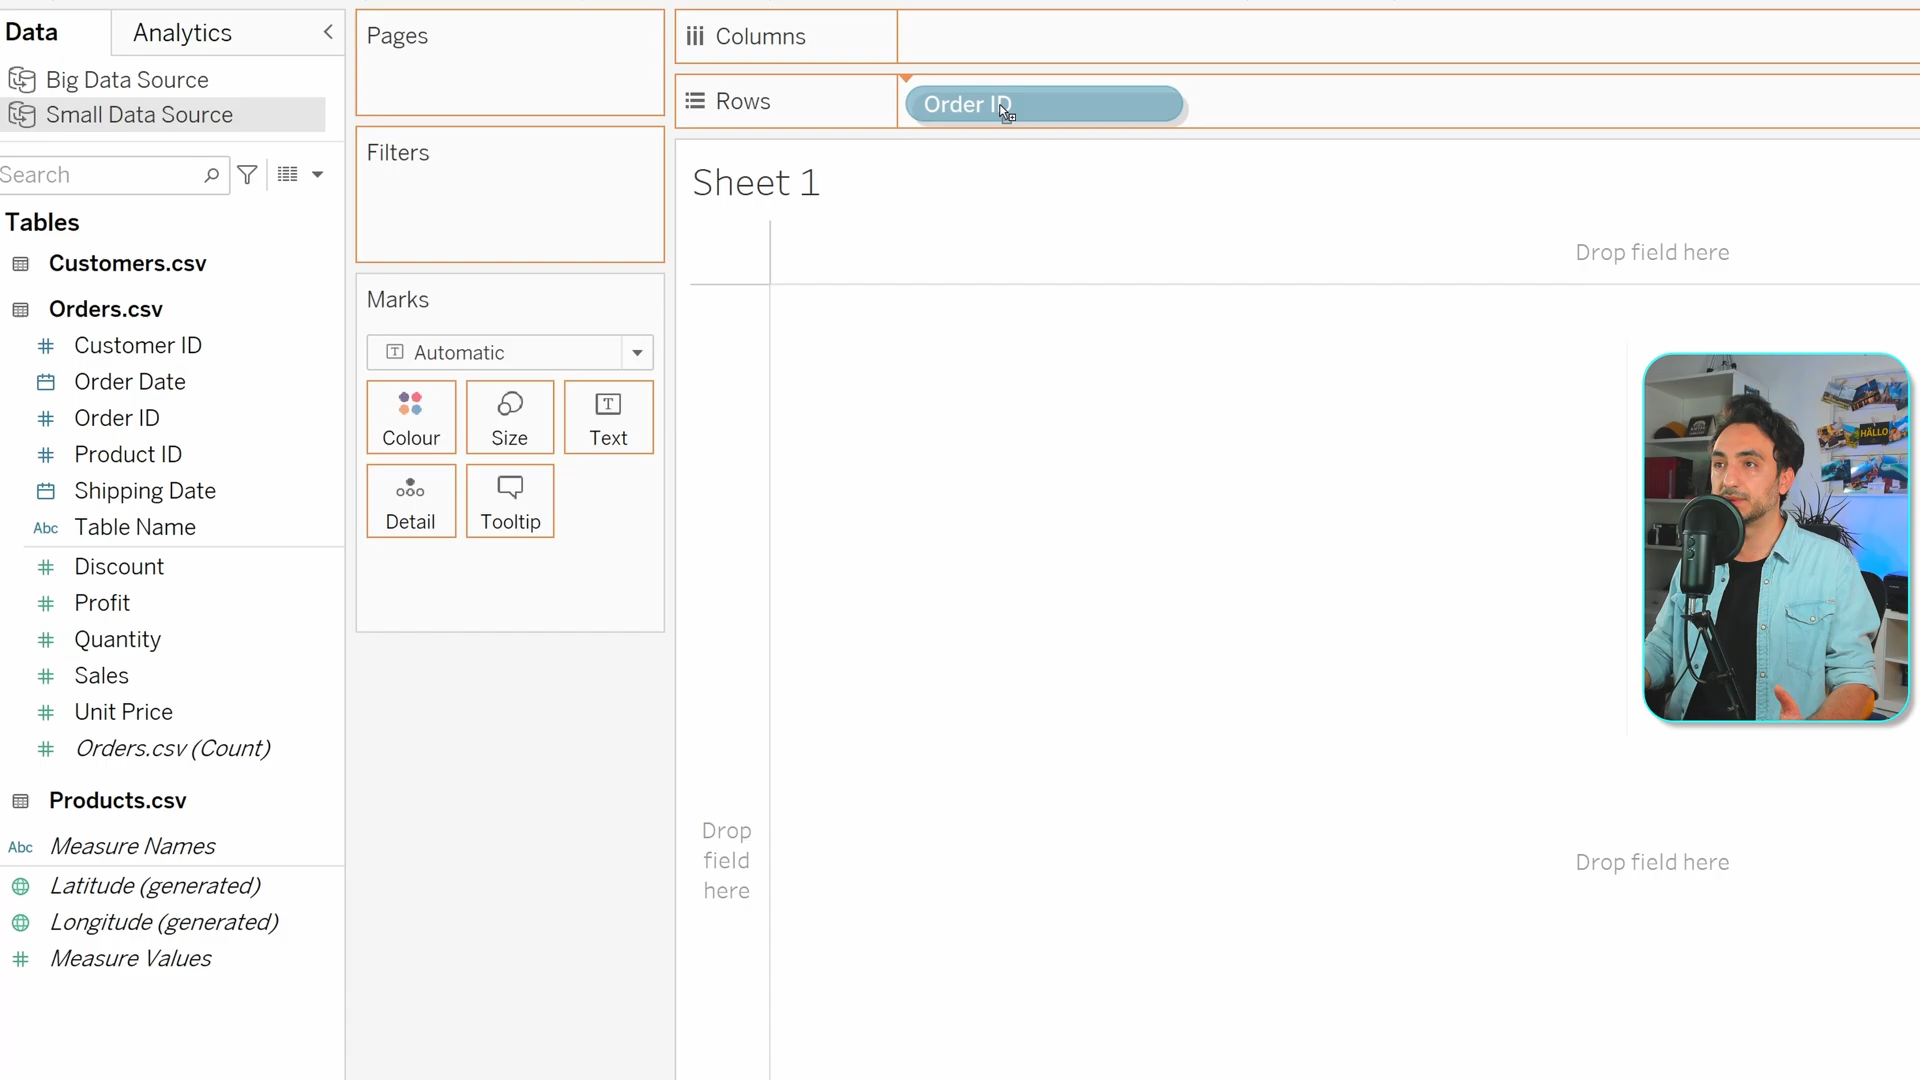 Data
Analytics
Big Data Source
Small Data Source
Search
Tables
Customers.csv
Orders.csv
Customer ID
Order Date
Order ID
Product ID
Shipping Date
Abc Table Name
Discount
Profit
Quantity
Sales
Unit Price
Orders.csv (Count)
Products.csv
Abc Measure Names
Latitude (generated)
Longitude (generated)
Measure Values
Pages
Filters
Marks
T Automatic
Colour
Size
T Text
Detail
Tooltip
Columns
Rows
Order ID
Sheet 1
Drop field here
Drop
field
here
Drop field here
HÄLLO